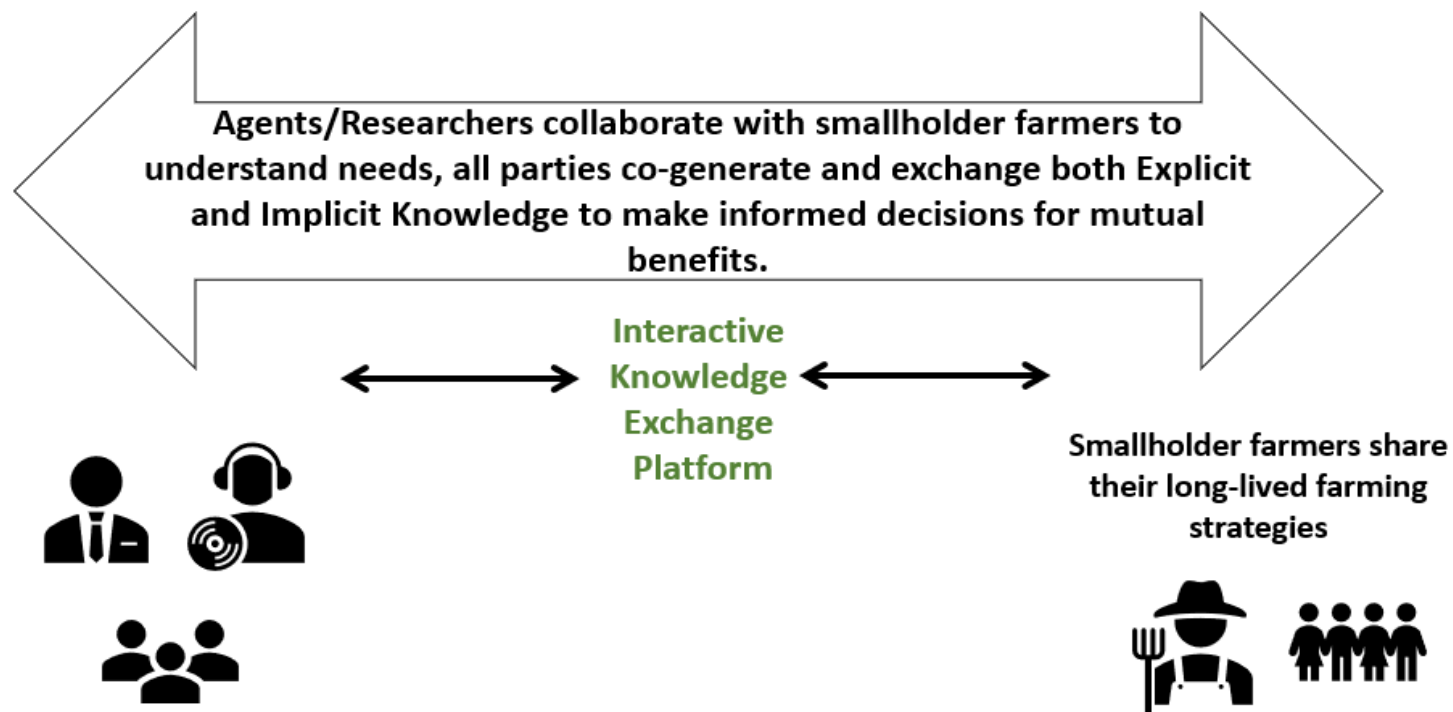 Agents/Researchers collaborate with smallholder farmers to
understand needs, all parties co-generate and exchange both Explicit
and Implicit Knowledge to make informed decisions for mutual
benefits.
Interactive
Knowledge
Exchange
Platform
Smallholder farmers share
their long-lived farming
strategies